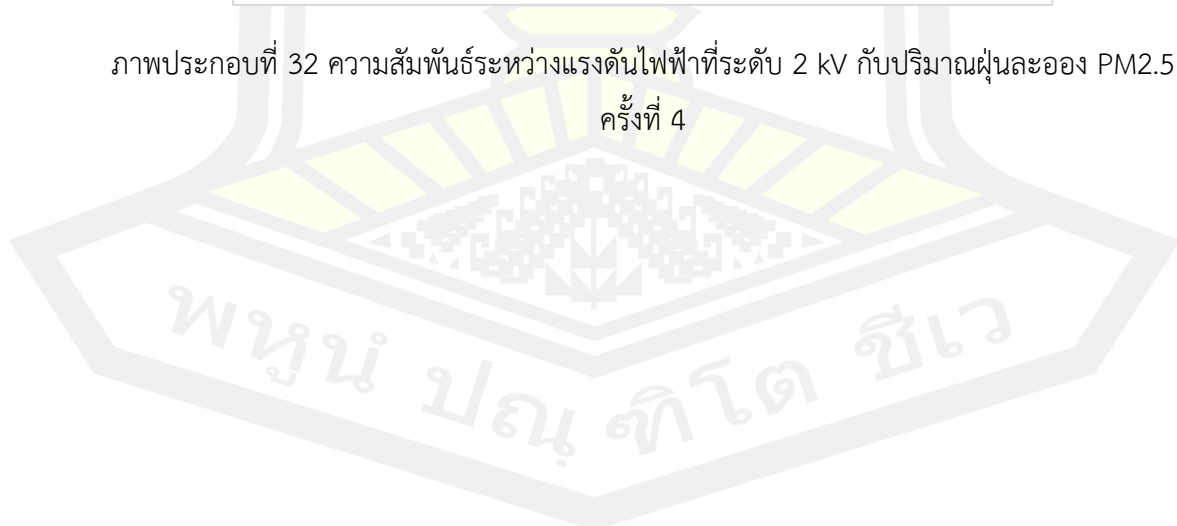 ภาพประกอบที่ 32 ความสัมพันธ์ระหว่างแรงดันไฟฟ้าที่ระดับ 2 kV กับปริมาณฝุ่นละออง PM2.5
ครั้งที่ 4
พหูนํ ปณฺฑิโต ชีเว